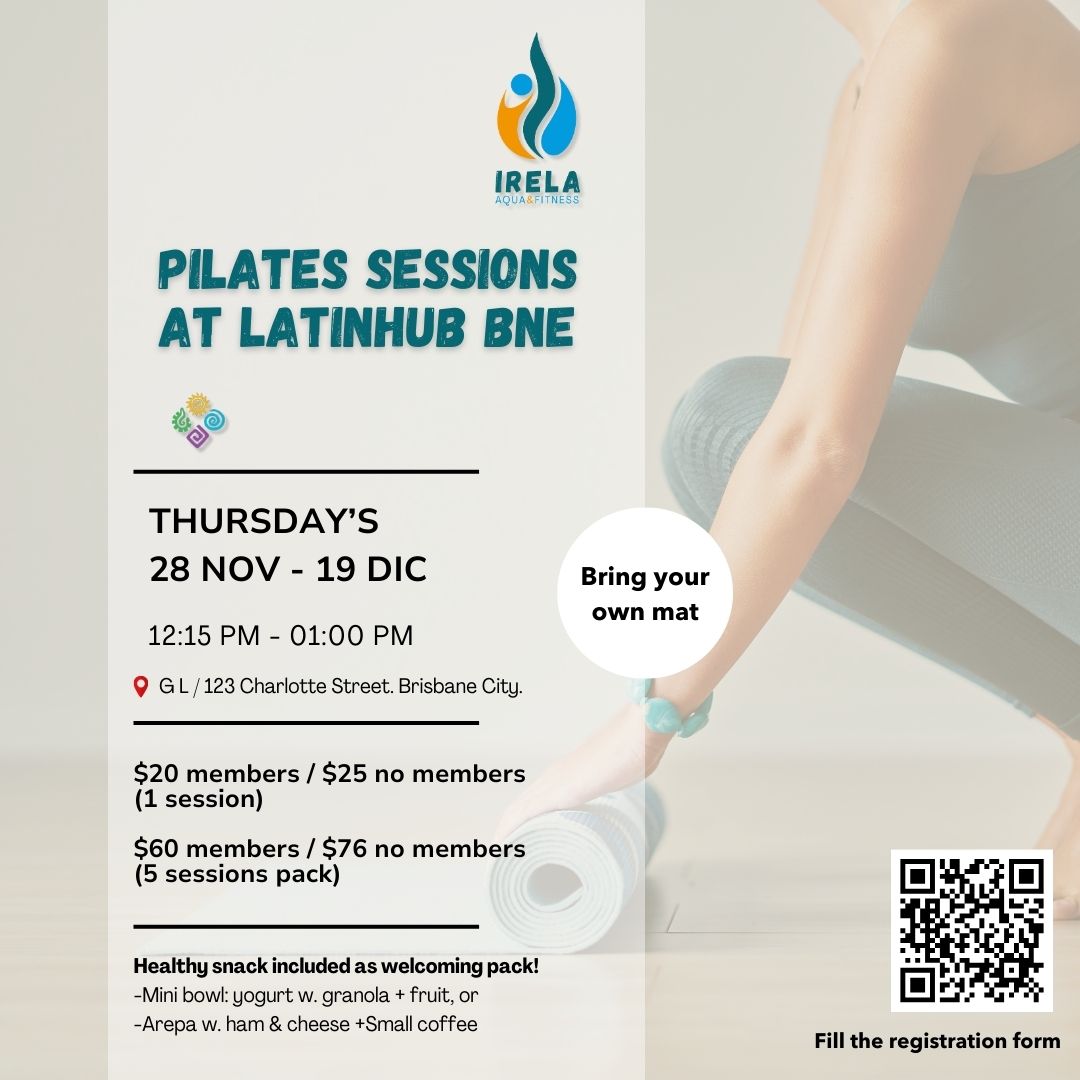 IRELA
AQUA&FITNESS
PILATES SESSIONS
AT LATINHUB BNE
THURSDAY'S
28 NOV - 19 DIC
12:15 PM - 01:00 PM
G L / 123 Charlotte Street. Brisbane City.
Bring your
own mat
$20 members / $25 no members
(1 session)
$60 members / $76 no members
(5 sessions pack)
Healthy snack included as welcoming pack!
-Mini bowl: yogurt w. granola + fruit, or
-Arepa w. ham & cheese +Small coffee
Fill the registration form